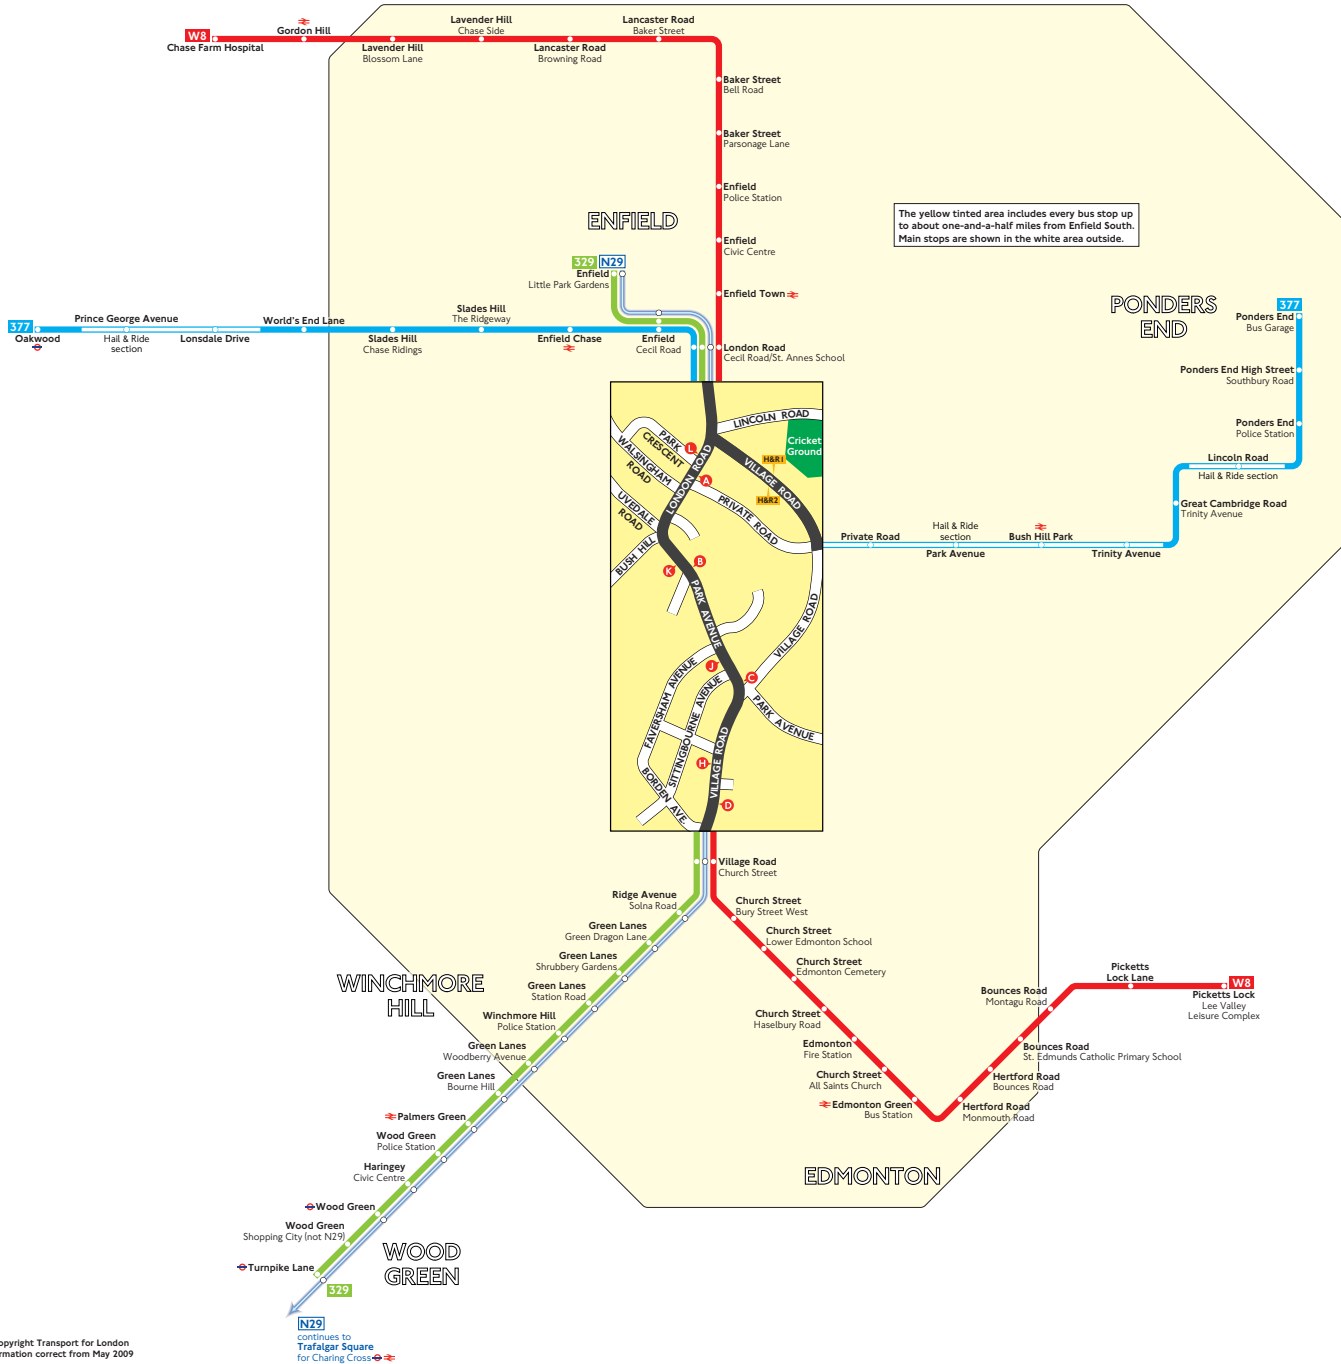 W8
Chase Farm Hospital
Gordon Hill
Lavender Hill
Blossom Lane
Lavender Hill
Chase Side
Lancaster Road
Browning Road
Lancaster Road
Baker Street
Baker Street
Bell Road
Baker Street
Parsonage Lane
Enfield
Police Station
Enfield
Civic Centre
Enfield Town
London Road
Cecil Road/St. Annes School
The yellow tinted area includes every bus stop up
to about one-and-a-half miles from Enfield South.
Main stops are shown in the white area outside.
ENFIELD
329 N29
Enfield
Little Park Gardens
377
Oakwood
Prince George Avenue
Hail & Ride
section
Lonsdale Drive
World's End Lane
Slades Hill
Chase Ridings
Slades Hill
The Ridgeway
Enfield Chase
Enfield
Cecil Road
PONDERS
END
377
Ponders End
Bus Garage
Ponders End High Street
Southbury Road
Ponders End
Police Station
Lincoln Road
Hail & Ride section
Great Cambridge Road
Trinity Avenue
Private Road
Hail & Ride
section
Park Avenue
Bush Hill Park
Trinity Avenue
LINCOLN ROAD
Cricket
Ground
PARK
CRESCENT
WALSINGHAM
ROAD
L
LONDON ROAD
A
VILLAGE ROAD
H&R1
H&R2
UVEDALE
ROAD
PRIVATE ROAD
BUSH HILL
K
B
PARK AVENUE
VILLAGE ROAD
J
C
FAVERSHAM AVENUE
SITTINGBOURNE AVENUE
PARK AVENUE
VILLAGE ROAD
H
BORDEN AVE.
D
Village Road
Church Street
Ridge Avenue
Solna Road
Green Lanes
Green Dragon Lane
Green Lanes
Shrubbery Gardens
Green Lanes
Station Road
Winchmore Hill
Police Station
Green Lanes
Woodberry Avenue
Green Lanes
Bourne Hill
Palmers Green
Wood Green
Police Station
Haringey
Civic Centre
Wood Green
Wood Green
Shopping City (not N29)
Turnpike Lane
329
WINCHMORE
HILL
WOOD
GREEN
Church Street
Bury Street West
Church Street
Lower Edmonton School
Church Street
Edmonton Cemetery
Church Street
Haselbury Road
Edmonton
Fire Station
Church Street
All Saints Church
Edmonton Green
Bus Station
Hertford Road
Monmouth Road
Hertford Road
Bounces Road
Bounces Road
St. Edmunds Catholic Primary School
Bounces Road
Montagu Road
Picketts
Lock Lane
W8
Picketts Lock
Lee Valley
Leisure Complex
EDMONTON
N29
continues to
Trafalgar Square
for Charing Cross
opyright Transport for London
rmation correct from May 2009